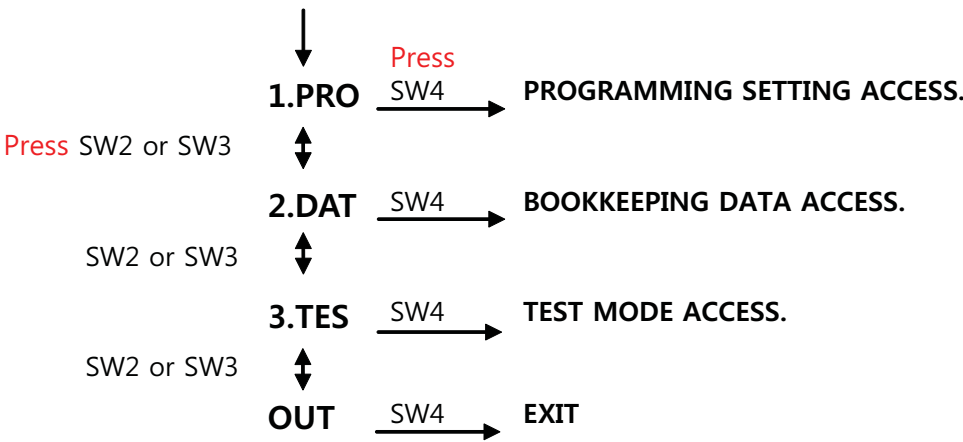 Press
1.PRO SW4 PROGRAMMING SETTING ACCESS.
Press SW2 or SW3
2.DAT SW4 BOOKKEEPING DATA ACCESS.
SW2 or SW3
3.TES SW4 TEST MODE ACCESS.
SW2 or SW3
OUT SW4 EXIT